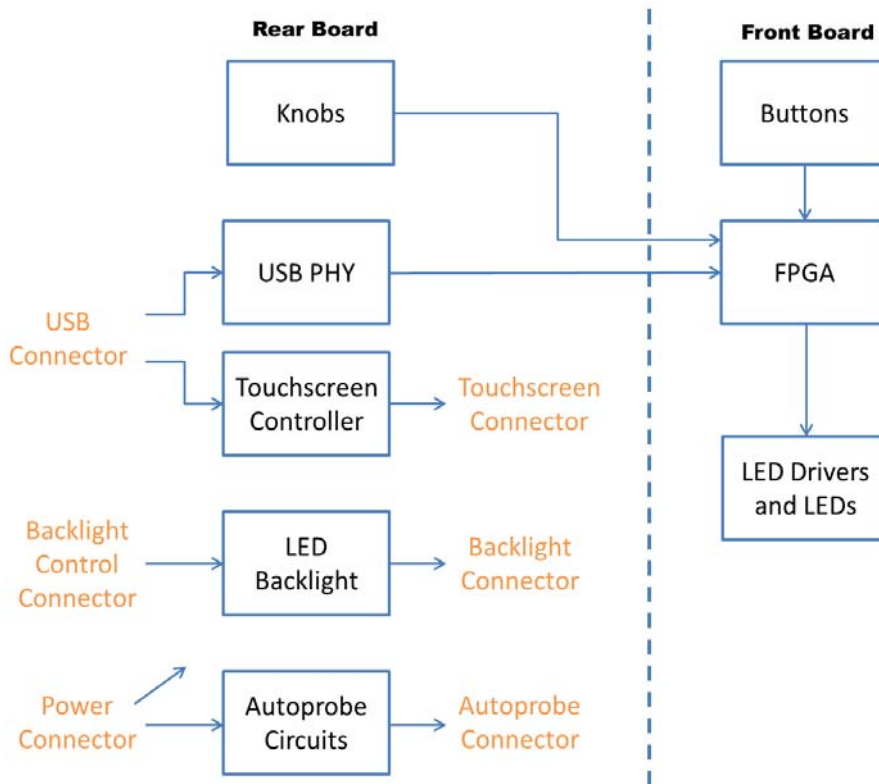 Rear Board
Front Board
Knobs
Buttons
USB PHY
FPGA
USB
Connector
Touchscreen
Controller
Touchscreen
Connector
LED Drivers
and LEDs
Backlight
Control
Connector
LED
Backlight
Backlight
Connector
Power
Connector
Autoprobe
Circuits
Autoprobe
Connector